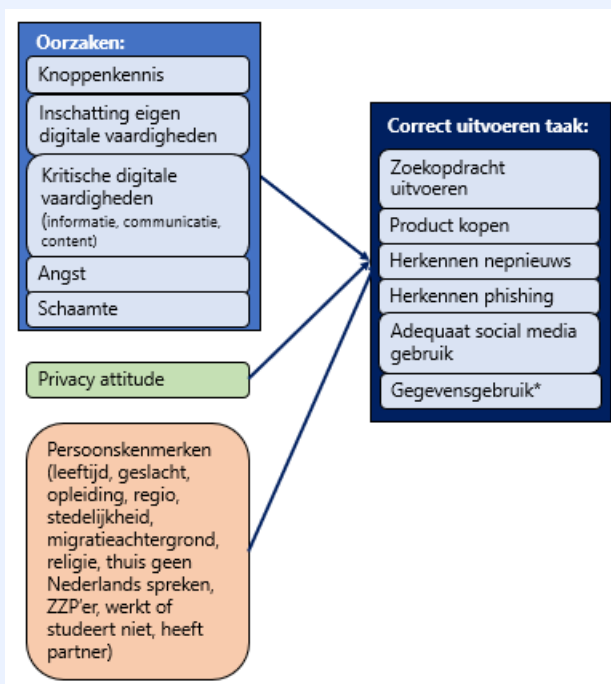 Oorzaken:
Knoppenkennis
Inschatting eigen
digitale vaardigheden
Kritische digitale
vaardigheden
(informatie, communicatie,
content)
Angst
Schaamte
Privacy attitude
Persoonskenmerken
(leeftijd, geslacht,
opleiding, regio,
stedelijkheid,
migratieachtergrond,
religie, thuis geen
Nederlands spreken,
ZZP'er, werkt of
studeert niet, heeft
partner)
Correct uitvoeren taak:
Zoekopdracht
uitvoeren
Product kopen
Herkennen nepnieuws
Herkennen phishing
Adequaat social media
gebruik
Gegevensgebruik*